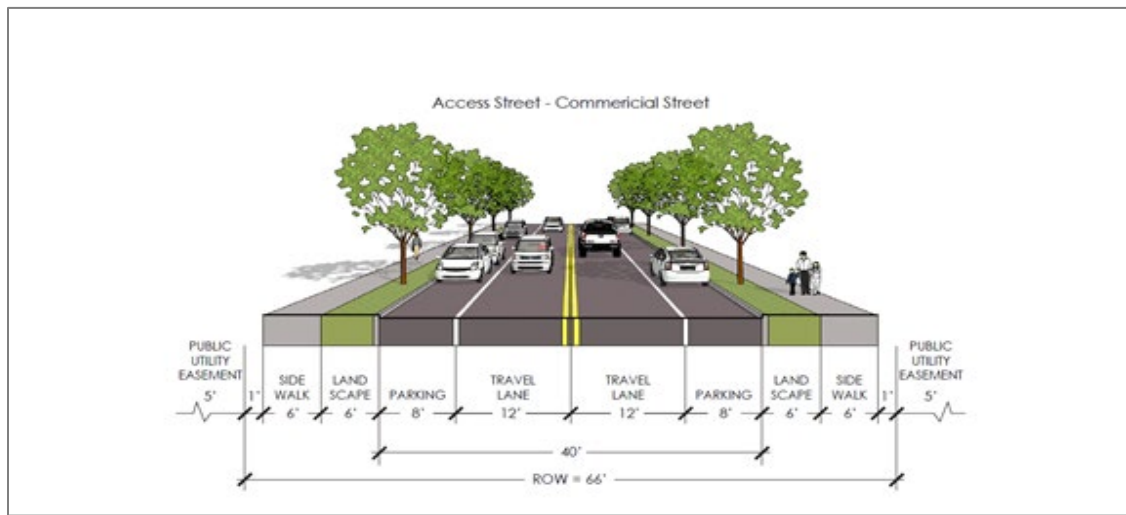 Access Street - Commericial Street
PUBLIC
UTILITY
EASEMENT
5'
1'
SIDE
WALK
6'
LAND
SCAPE
6'
PARKING
8'
TRAVEL
LANE
12'
TRAVEL
LANE
12'
PARKING
8'
LAND
SCAPE
6'
SIDE
WALK
6'
1'
PUBLIC
UTILITY
EASEMENT
5'
40'
ROW = 66'